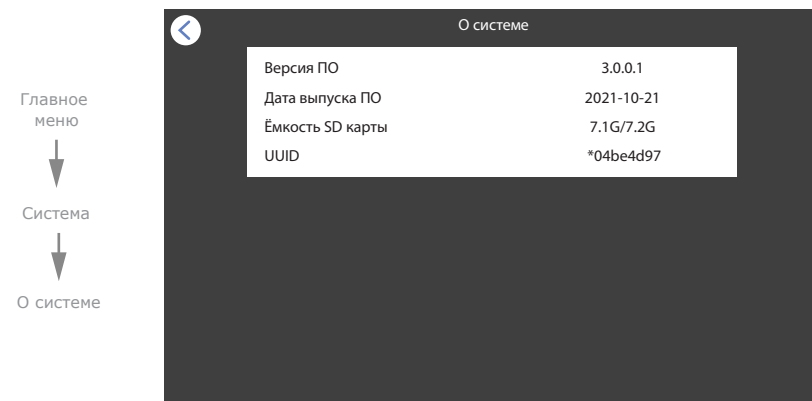 Главное
меню
Система
О системе
О системе
Версия ПО 3.0.0.1
Дата выпуска ПО 2021-10-21
Ёмкость SD карты 7.1G/7.2G
UUID *04be4d97